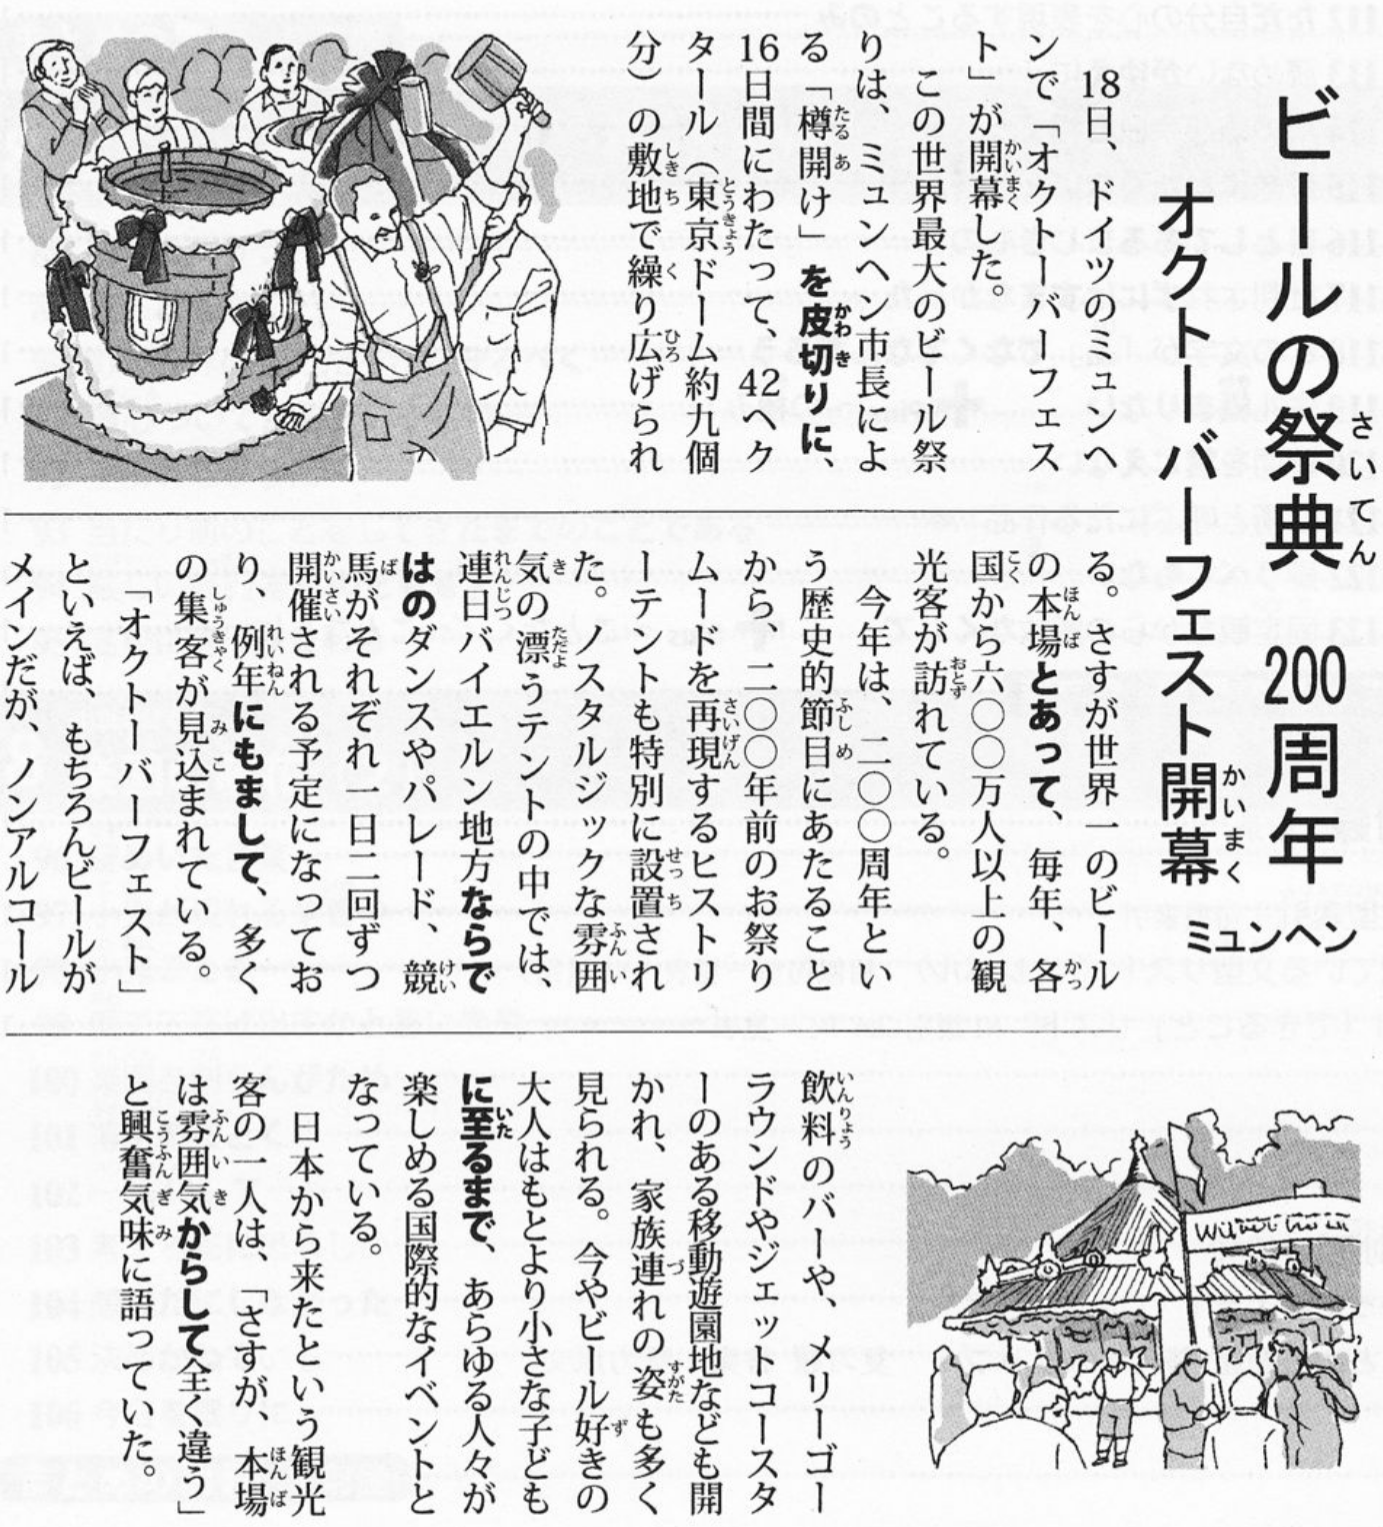 ビールの祭典 200周年
オクトーバーフェスト開幕
ミュンヘン
18日、ドイツのミュンヘ
ンで「オクトーバーフェス
ト」が開幕した。
この世界最大のビール祭
りは、ミュンヘン市長によ
る「樽開け」を皮切りに、
16日間にわたって、42ヘク
タール（東京ドーム約九個
分）の敷地で繰り広げられ
る。さすが世界一のビール
の本場とあって、毎年、各
国から六〇〇万人以上の観
光客が訪れている。
今年は、二〇〇周年とい
う歴史的節目にあたること
から一〇〇年前のお祭り
ムードを再現するヒストリ
ーテントも特別に設置され
た。ノスタルジックな雰囲
気の漂うテントの中では、
連日バイエルン地方ならで
はのダンスやパレード、競
馬がそれぞれ一日二回ずつ
開催される予定になってお
り、例年にもまして、多く
の集客が見込まれている。
「オクトーバーフェスト」
といえば、もちろんビールが
メインだが、ノンアルコール
飲料のバーや、メリーゴー
ラウンドやジェットコースタ
ーのある移動遊園地なども開
かれ、家族連れの姿も多く
見られる。今やビール好きの
大人はもとより小さな子ども
に至るまで、あらゆる人々が
楽しめる国際的なイベントと
なっている。
日本から来たという観光
客の一人は、「さすが、本場
は雰囲気からして全く違う」
と興奮気味に語っていた。